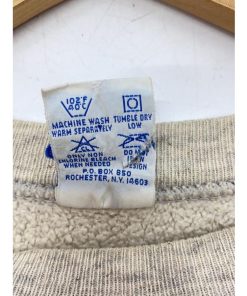 102°F
40°C
MACHINE WASH TUMBLE DRY
WARM SEPARATELY LOW
ONLY NON DO NOT
CHLORINE BLEACH IRON
WHEN NEEDED DESIGN
P.O. BOX 850
ROCHESTER, N.Y. 14603